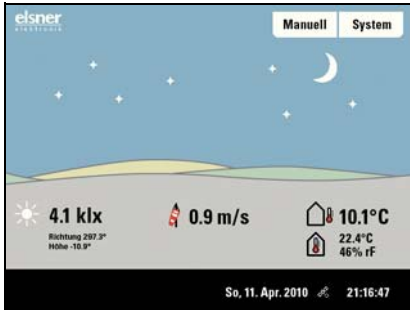 elsner
elektronik
Manuell System
4.1 klx
Richtung 297.3°
Höhe -10.9°
0.9 m/s
10.1°C
22.4°C
46% rF
So, 11. Apr. 2010 21:16:47